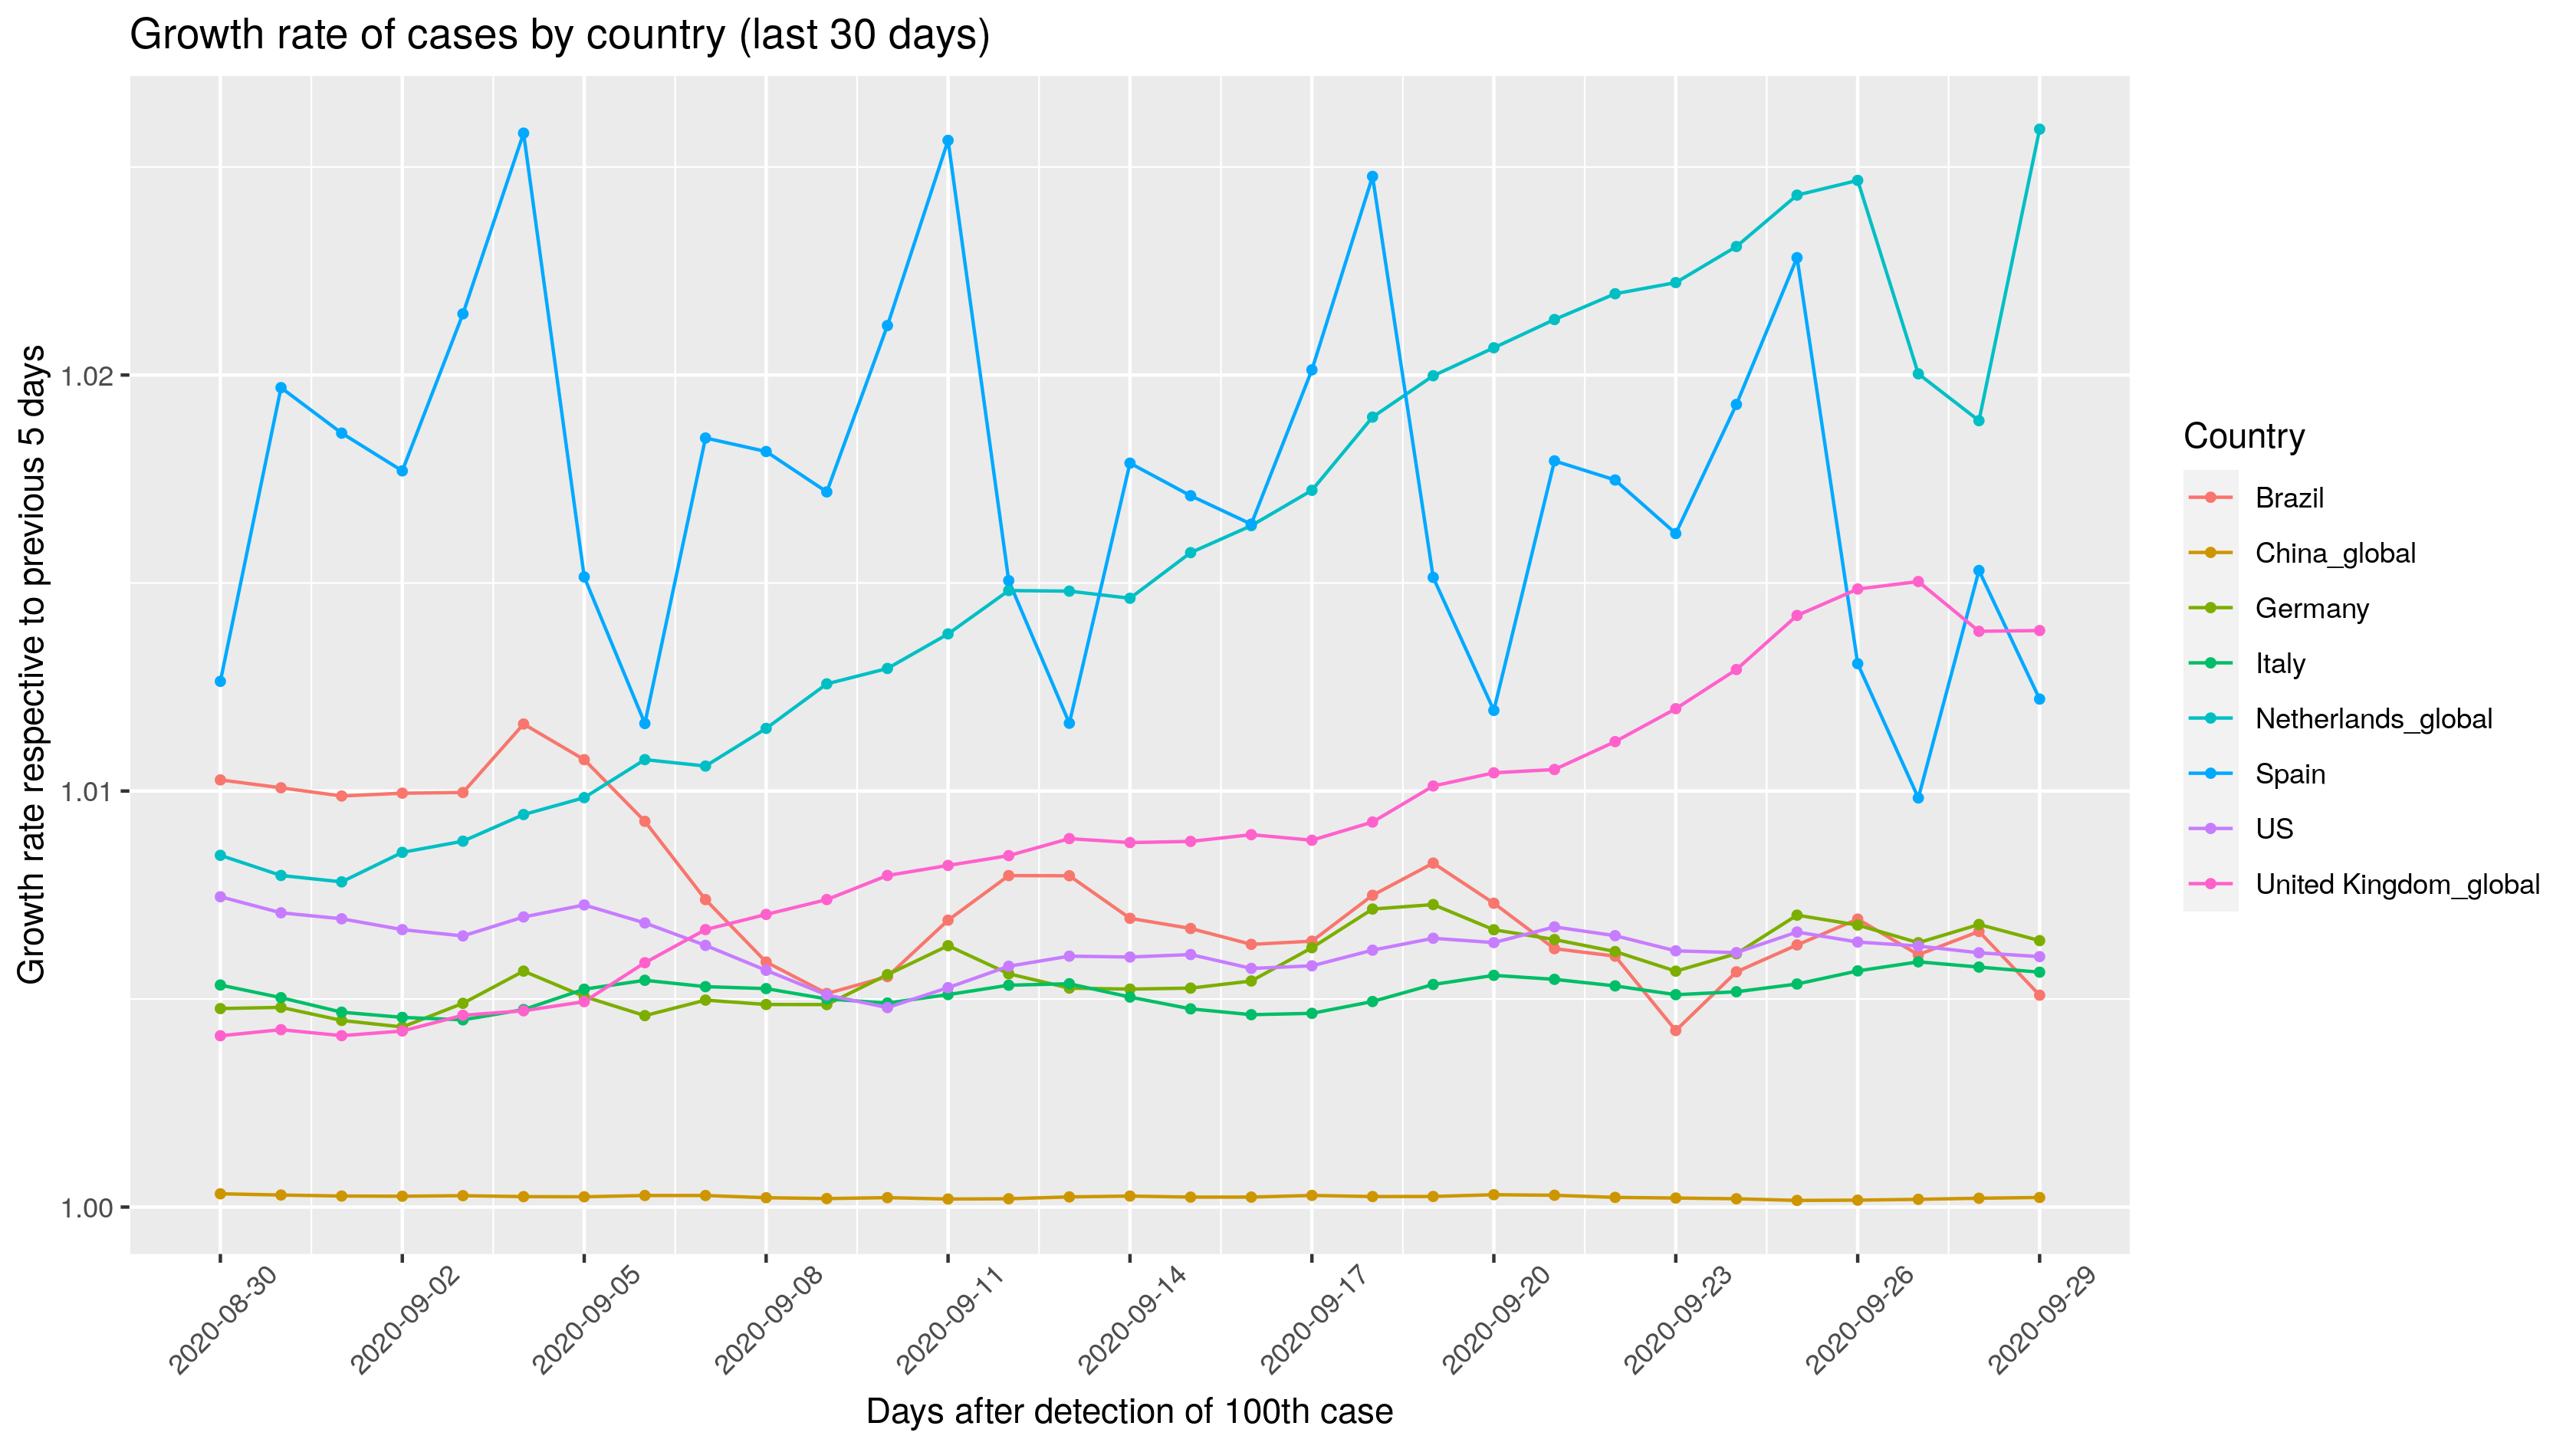 Growth rate of cases by country (last 30 days)
Growth rate respective to previous 5 days
1.02
1.01
1.00
2020-08-30
2020-09-02
2020-09-05
2020-09-08
2020-09-11
2020-09-14
2020-09-17
2020-09-20
2020-09-23
2020-09-26
2020-09-29
Days after detection of 100th case
Country
Brazil
China_global
Germany
Italy
Netherlands_global
Spain
US
United Kingdom_global